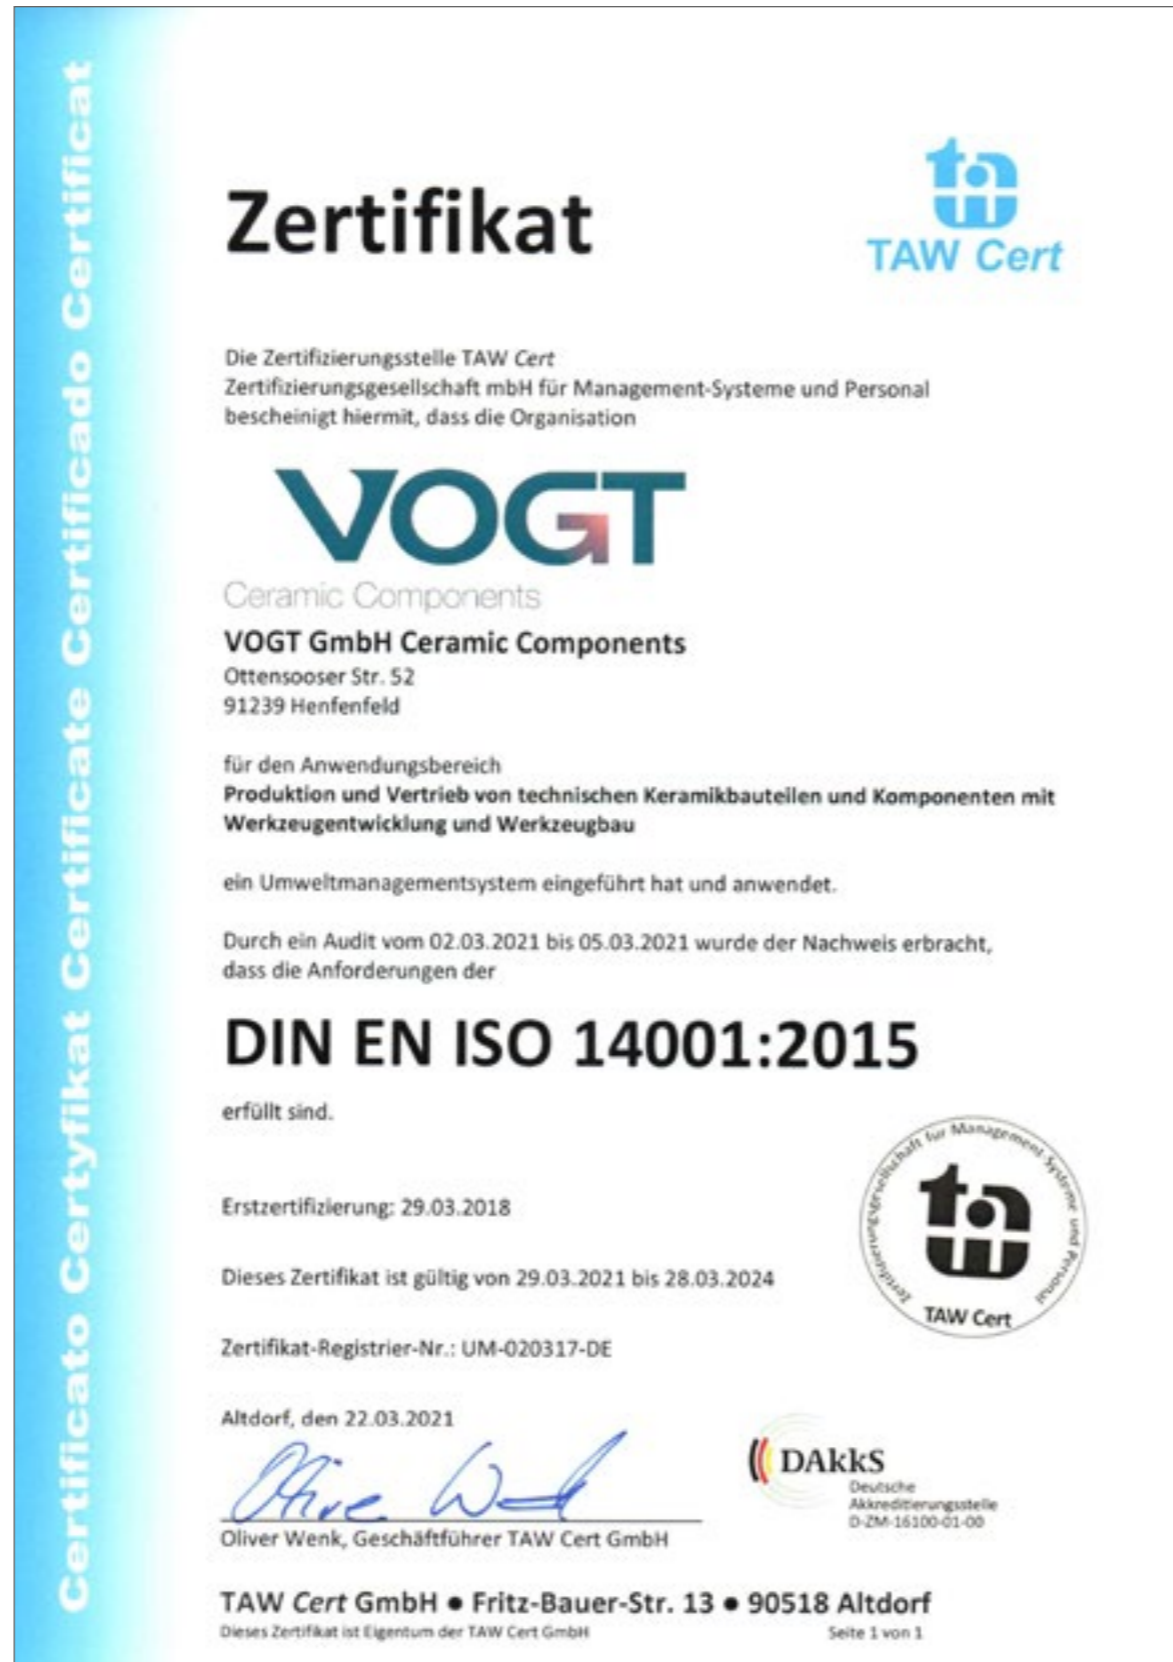 Certificato Certyfikat Certificate Certificado Certificat
Zertifikat
TAW Cert
Die Zertifizierungsstelle TAW Cert
Zertifizierungsgesellschaft mbH für Management-Systeme und Personal
bescheinigt hiermit, dass die Organisation
VOGT
Ceramic Components
VOGT GmbH Ceramic Components
Ottensooser Str. 52
91239 Henfenfeld
für den Anwendungsbereich
Produktion und Vertrieb von technischen Keramikbauteilen und Komponenten mit
Werkzeugentwicklung und Werkzeugbau
ein Umweltmanagementsystem eingeführt hat und anwendet.
Durch ein Audit vom 02.03.2021 bis 05.03.2021 wurde der Nachweis erbracht,
dass die Anforderungen der
DIN EN ISO 14001:2015
erfüllt sind.
Zertifizierungsgesellschaft für Management-Systeme und Personal
TAW Cert
Erstzertifizierung: 29.03.2018
Dieses Zertifikat ist gültig von 29.03.2021 bis 28.03.2024
Zertifikat-Registrier-Nr.: UM-020317-DE
Altdorf, den 22.03.2021
Oliver Wenk, Geschäftführer TAW Cert GmbH
DAkkS
Deutsche
Akkreditierungsstelle
D-ZM-16100-01-00
TAW Cert GmbH ● Fritz-Bauer-Str. 13 ● 90518 Altdorf
Dieses Zertifikat ist Eigentum der TAW Cert GmbH
Seite 1 von 1